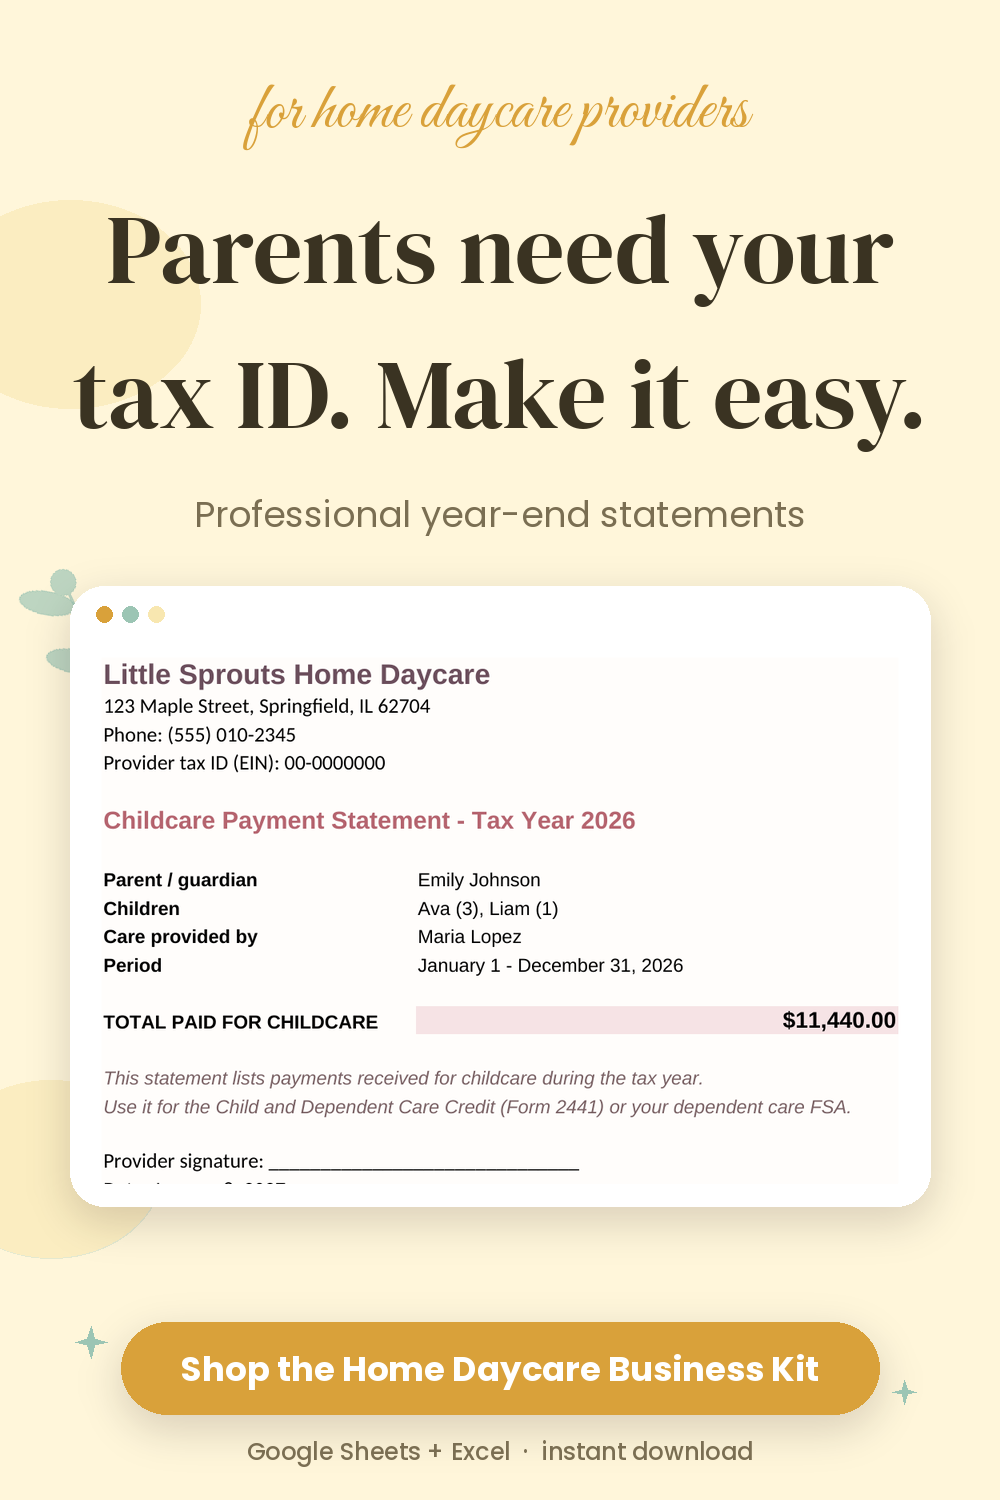 for home daycare providers
Parents need your
tax ID. Make it easy.
Professional year-end statements
Little Sprouts Home Daycare
123 Maple Street, Springfield, IL 62704
Phone: (555) 010-2345
Provider tax ID (EIN): 00-0000000
Childcare Payment Statement - Tax Year 2026
Parent / guardian Emily Johnson
Children Ava (3), Liam (1)
Care provided by Maria Lopez
Period January 1 - December 31, 2026
TOTAL PAID FOR CHILDCARE $11,440.00
This statement lists payments received for childcare during the tax year.
Use it for the Child and Dependent Care Credit (Form 2441) or your dependent care FSA.
Provider signature: ______________________________
Shop the Home Daycare Business Kit
Google Sheets + Excel · instant download